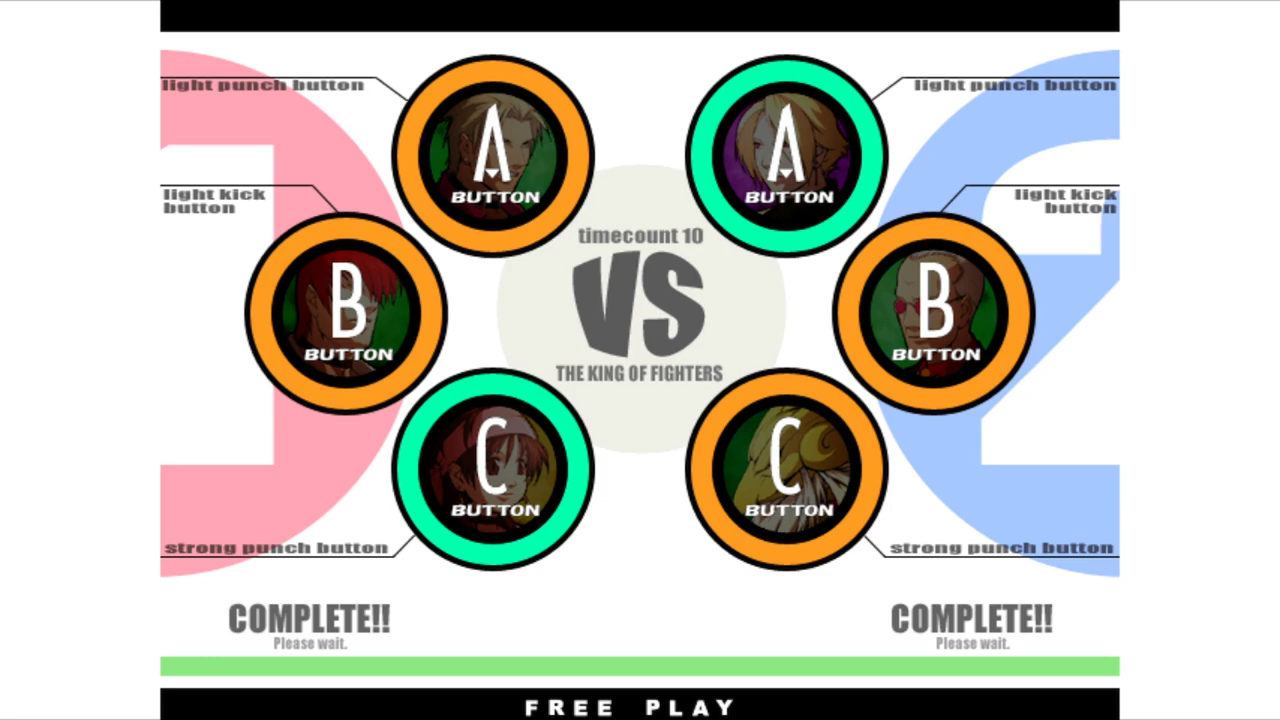 light punch button
A
BUTTON
A
BUTTON
light punch button
light kick
button
B
BUTTON
timecount 10
VS
THE KING OF FIGHTERS
light kick
button
B
BUTTON
C
BUTTON
C
BUTTON
strong punch button
strong punch button
COMPLETE!!
Please wait.
COMPLETE!!
Please wait.
FREE PLAY
1
2